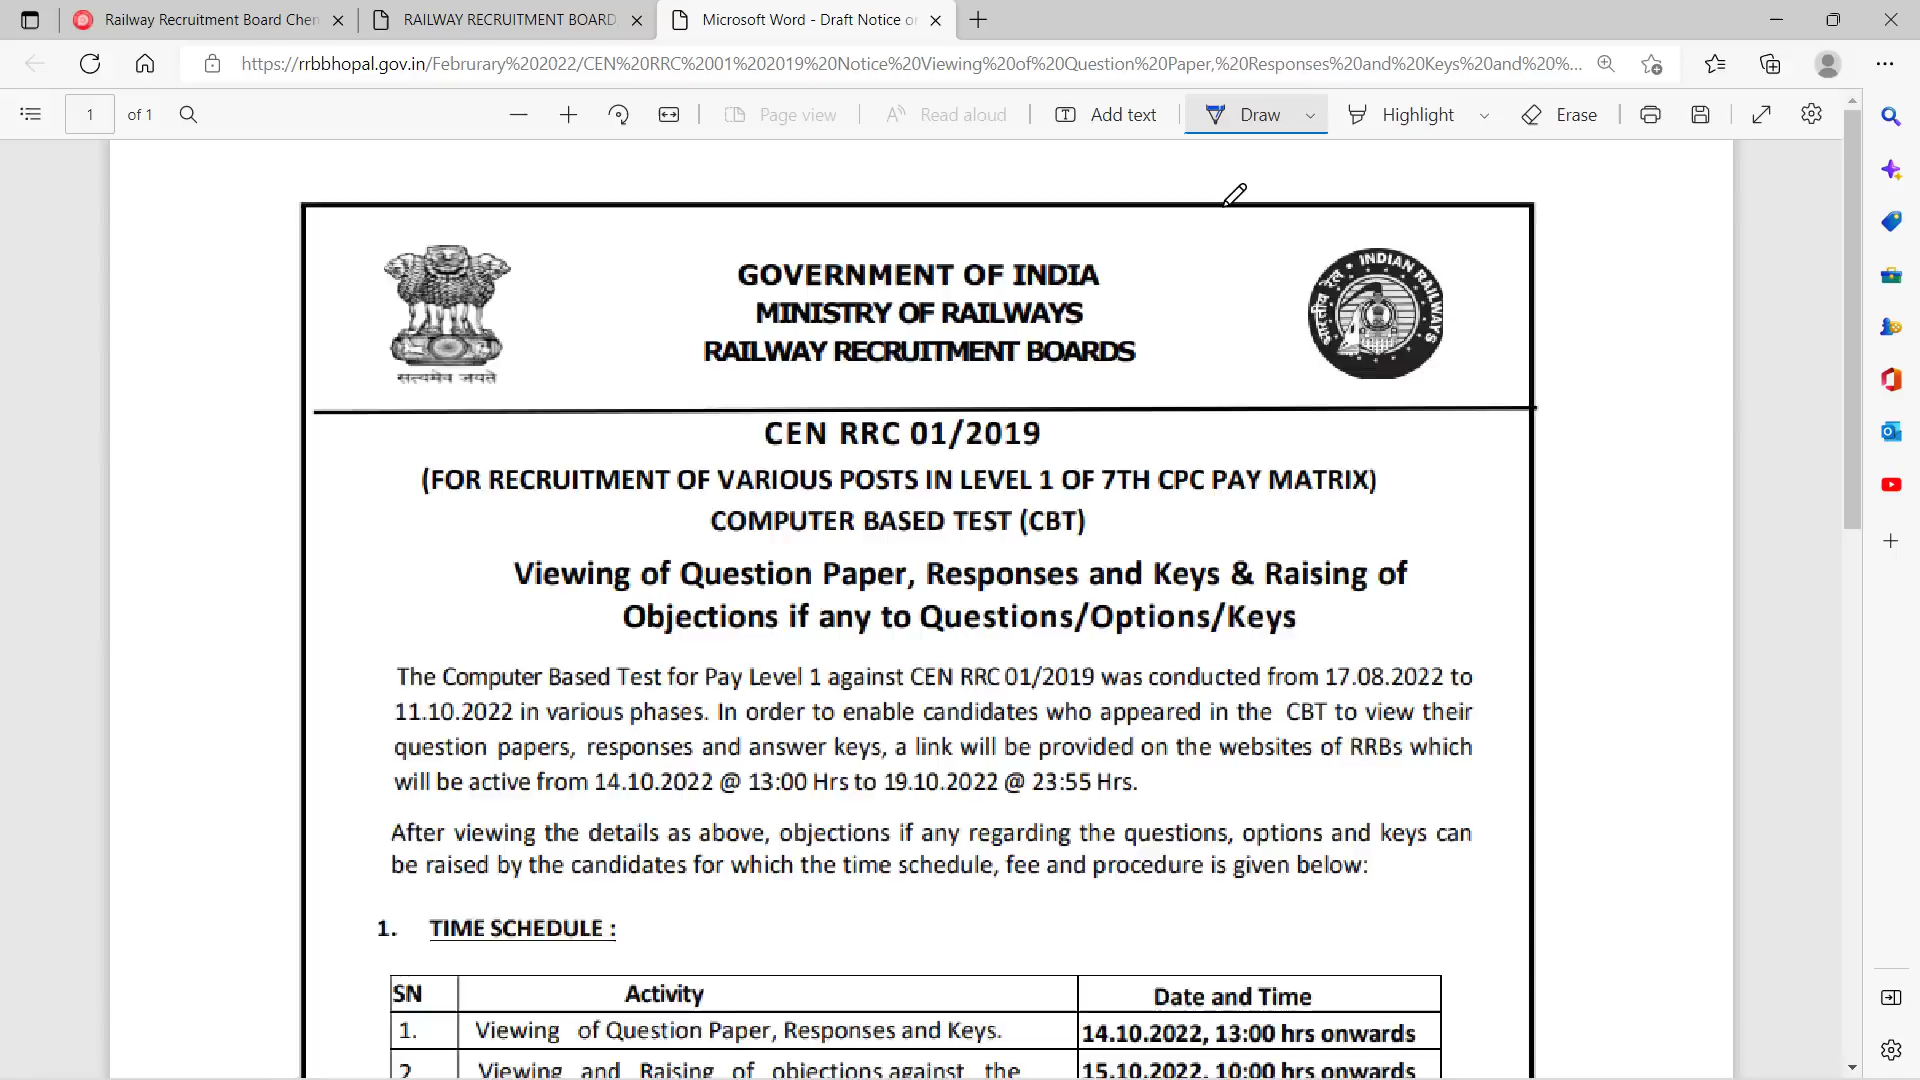 Railway Recruitment Board Chen
RAILWAY RECRUITMENT BOARD
Microsoft Word - Draft Notice or
https://rrbbhopal.gov.in/Februrary%202022/CEN%20RRC%2001%202019%20Notice%20Viewing%20of%20Question%20Paper,%20Responses%20and%20Keys%20and%20%...
1 of 1
Page view
Read aloud
Add text
Draw
Highlight
Erase
सत्यमेव जयते
GOVERNMENT OF INDIA
MINISTRY OF RAILWAYS
RAILWAY RECRUITMENT BOARDS
भारतीय रेल • INDIAN RAILWAYS
CEN RRC 01/2019
(FOR RECRUITMENT OF VARIOUS POSTS IN LEVEL 1 OF 7TH CPC PAY MATRIX)
COMPUTER BASED TEST (CBT)
Viewing of Question Paper, Responses and Keys & Raising of
Objections if any to Questions/Options/Keys
The Computer Based Test for Pay Level 1 against CEN RRC 01/2019 was conducted from 17.08.2022 to
11.10.2022 in various phases. In order to enable candidates who appeared in the CBT to view their
question papers, responses and answer keys, a link will be provided on the websites of RRBs which
will be active from 14.10.2022 @ 13:00 Hrs to 19.10.2022 @ 23:55 Hrs.
After viewing the details as above, objections if any regarding the questions, options and keys can
be raised by the candidates for which the time schedule, fee and procedure is given below:
1. TIME SCHEDULE :
SN Activity Date and Time
1. Viewing of Question Paper, Responses and Keys. 14.10.2022, 13:00 hrs onwards
2 Viewing and Raising of objections against the 15.10.2022, 10:00 hrs onwards